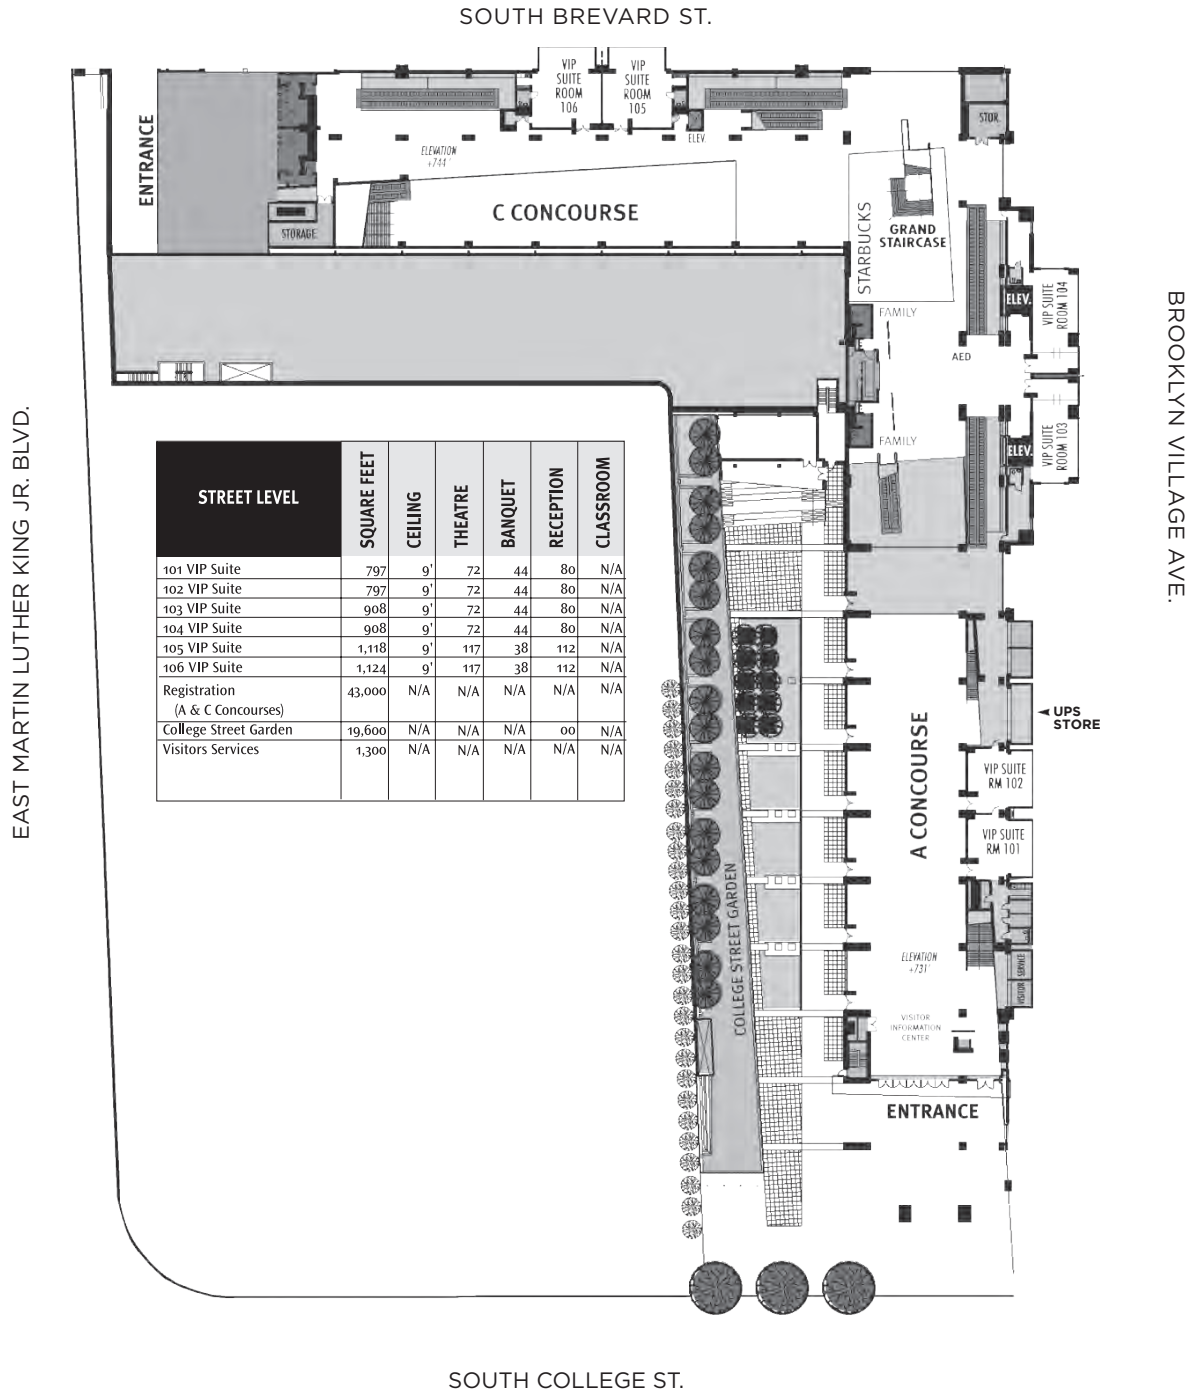 SOUTH BREVARD ST.
VIP
SUITE
ROOM
106
VIP
SUITE
ROOM
105
STOR.
ELEV.
ENTRANCE
ELEVATION
+744'
C CONCOURSE
STORAGE
STARBUCKS
GRAND
STAIRCASE
ELEV.
VIP SUITE
ROOM 104
FAMILY
AED
FAMILY
ELEV.
VIP SUITE
ROOM 103
BROOKLYN VILLAGE AVE.
EAST MARTIN LUTHER KING JR. BLVD.
STREET LEVEL SQUARE FEET CEILING THEATRE BANQUET RECEPTION CLASSROOM
101 VIP Suite 797 9' 72 44 80 N/A
102 VIP Suite 797 9' 72 44 80 N/A
103 VIP Suite 908 9' 72 44 80 N/A
104 VIP Suite 908 9' 72 44 80 N/A
105 VIP Suite 1,118 9' 117 38 112 N/A
106 VIP Suite 1,124 9' 117 38 112 N/A
Registration 43,000 N/A N/A N/A N/A N/A
(A & C Concourses)
College Street Garden 19,600 N/A N/A N/A 00 N/A
Visitors Services 1,300 N/A N/A N/A N/A N/A
UPS
STORE
A CONCOURSE
VIP SUITE
RM 102
VIP SUITE
RM 101
COLLEGE STREET GARDEN
ELEVATION
+731'
VISITOR SERVICE
VISITOR
INFORMATION
CENTER
ENTRANCE
SOUTH COLLEGE ST.